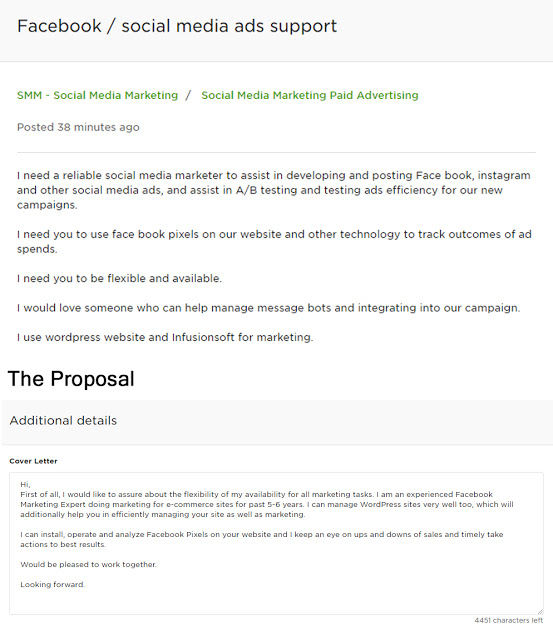 Facebook / social media ads support
SMM - Social Media Marketing / Social Media Marketing Paid Advertising
Posted 38 minutes ago
I need a reliable social media marketer to assist in developing and posting Face book, instagram
and other social media ads, and assist in A/B testing and testing ads efficiency for our new
campaigns.
I need you to use face book pixels on our website and other technology to track outcomes of ad
spends.
I need you to be flexible and available.
I would love someone who can help manage message bots and integrating into our campaign.
I use wordpress website and Infusionsoft for marketing.
The Proposal
Additional details
Cover Letter
Hi,
First of all, I would like to assure about the flexibility of my availability for all marketing tasks. I am an experienced Facebook
Marketing Expert doing marketing for e-commerce sites for past 5-6 years. I can manage WordPress sites very well too, which will
additionally help you in efficiently managing your site as well as marketing.
I can install, operate and analyze Facebook Pixels on your website and I keep an eye on ups and downs of sales and timely take
actions to best results.
Would be pleased to work together.
Looking forward.
4451 characters left